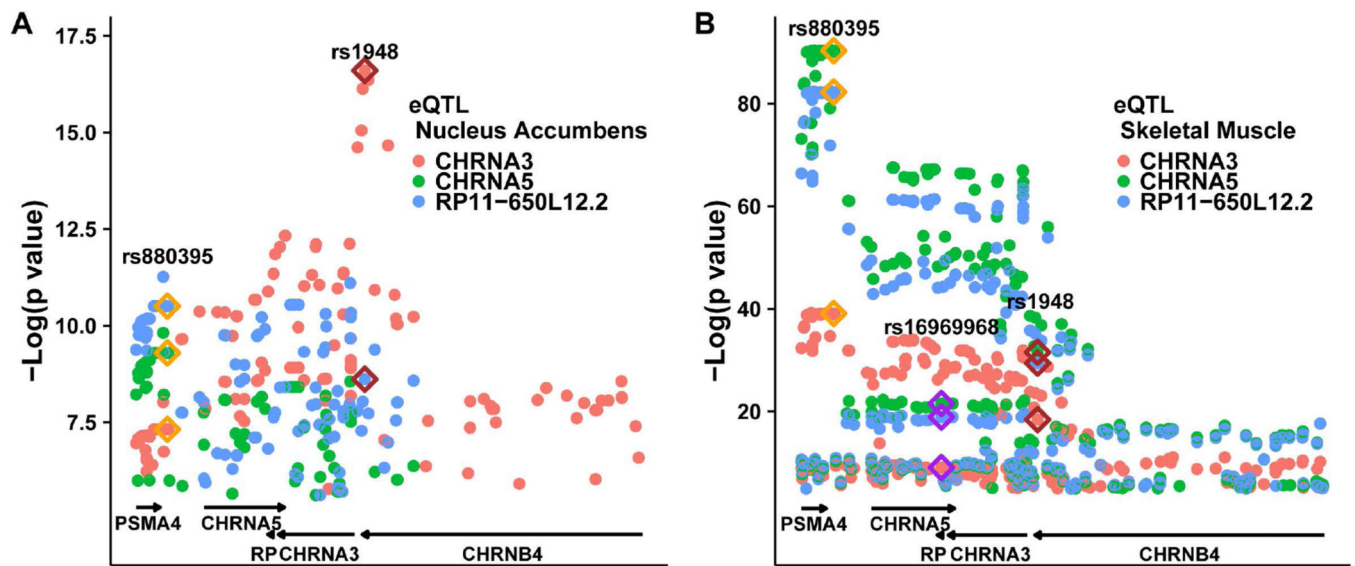 A
−Log(p value)
17.5
15.0
12.5
10.0
7.5
rs1948
eQTL
Nucleus Accumbens
CHRNA3
CHRNA5
RP11−650L12.2
rs880395
PSMA4
CHRNA5
RP CHRNA3
CHRNB4
B
−Log(p value)
80
60
40
20
rs880395
eQTL
Skeletal Muscle
CHRNA3
CHRNA5
RP11−650L12.2
rs1948
rs16969968
PSMA4
CHRNA5
RP CHRNA3
CHRNB4